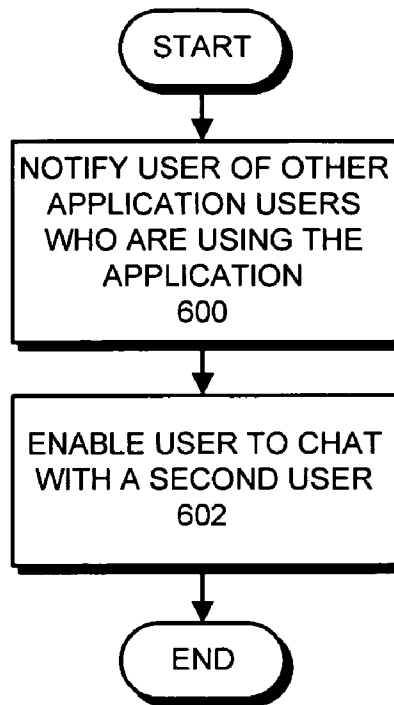 START
NOTIFY USER OF OTHER
APPLICATION USERS
WHO ARE USING THE
APPLICATION
600
ENABLE USER TO CHAT
WITH A SECOND USER
602
END